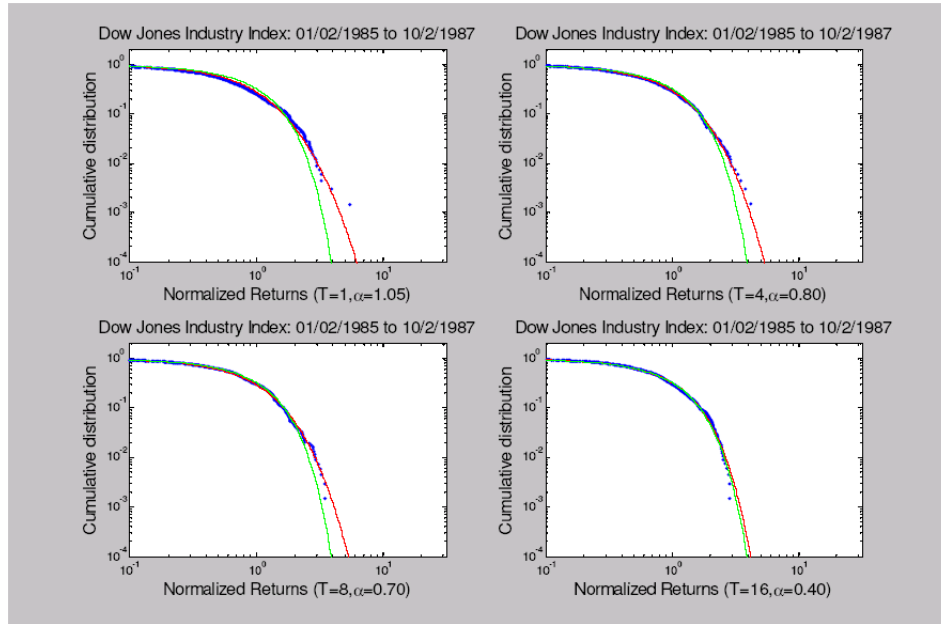 Dow Jones Industry Index: 01/02/1985 to 10/2/1987
Cumulative distribution
10^0
10^-1
10^-2
10^-3
10^-4
10^-1
10^0
10^1
Normalized Returns (T=1,α=1.05)
Dow Jones Industry Index: 01/02/1985 to 10/2/1987
Cumulative distribution
10^0
10^-1
10^-2
10^-3
10^-4
10^-1
10^0
10^1
Normalized Returns (T=4,α=0.80)
Dow Jones Industry Index: 01/02/1985 to 10/2/1987
Cumulative distribution
10^0
10^-1
10^-2
10^-3
10^-4
10^-1
10^0
10^1
Normalized Returns (T=8,α=0.70)
Dow Jones Industry Index: 01/02/1985 to 10/2/1987
Cumulative distribution
10^0
10^-1
10^-2
10^-3
10^-4
10^-1
10^0
10^1
Normalized Returns (T=16,α=0.40)